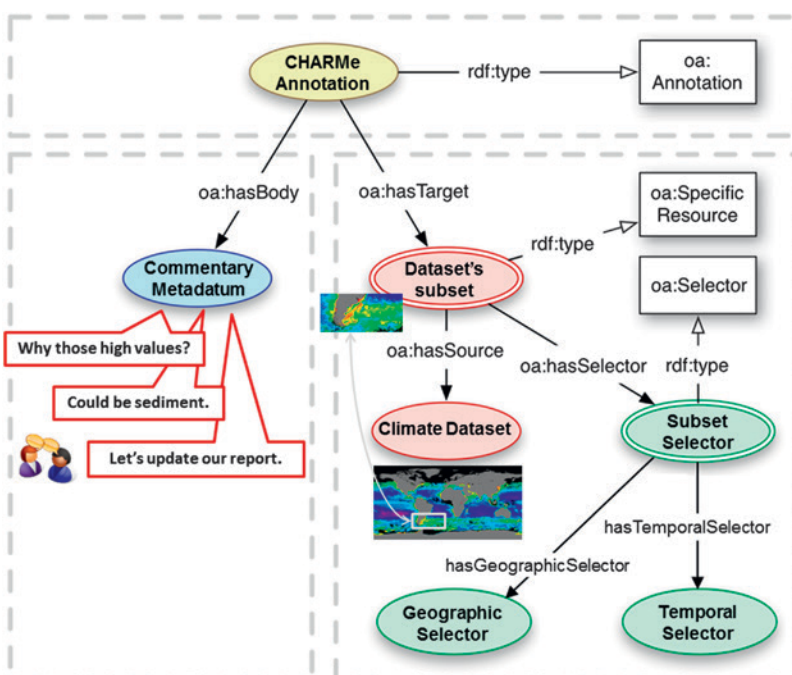 CHARMe
Annotation
rdf:type
oa:
Annotation
oa:hasBody
oa:hasTarget
oa:Specific
Resource
rdf:type
Commentary
Metadatum
Dataset's
subset
oa:Selector
Why those high values?
oa:hasSource
oa:hasSelector
rdf:type
Could be sediment.
Climate Dataset
Subset
Selector
Let's update our report.
hasTemporalSelector
hasGeographicSelector
Geographic
Selector
Temporal
Selector